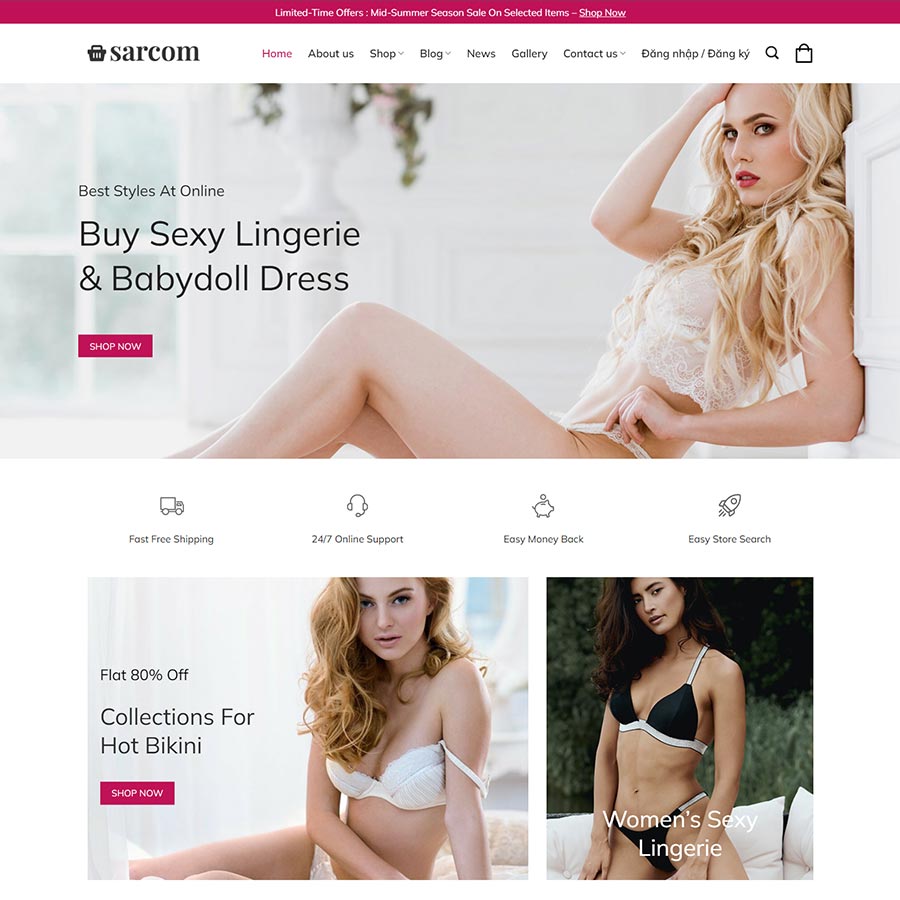 Limited-Time Offers : Mid-Summer Season Sale On Selected Items – Shop Now
sarcom
Home About us Shop Blog News Gallery Contact us Đăng nhập / Đăng ký
Best Styles At Online
Buy Sexy Lingerie
& Babydoll Dress
SHOP NOW
Fast Free Shipping
24/7 Online Support
Easy Money Back
Easy Store Search
Flat 80% Off
Collections For
Hot Bikini
SHOP NOW
Women's Sexy
Lingerie